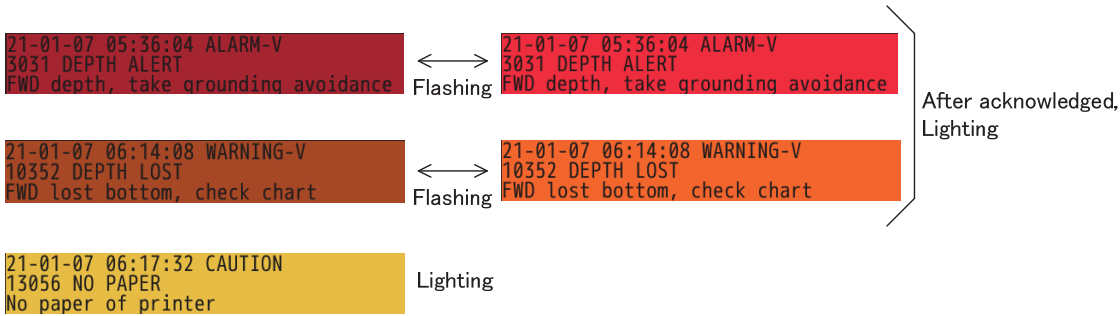 21-01-07 05:36:04 ALARM-V
3031 DEPTH ALERT
FWD depth, take grounding avoidance
Flashing
21-01-07 05:36:04 ALARM-V
3031 DEPTH ALERT
FWD depth, take grounding avoidance
After acknowledged,
Lighting
21-01-07 06:14:08 WARNING-V
10352 DEPTH LOST
FWD lost bottom, check chart
Flashing
21-01-07 06:14:08 WARNING-V
10352 DEPTH LOST
FWD lost bottom, check chart
21-01-07 06:17:32 CAUTION
13056 NO PAPER
No paper of printer
Lighting